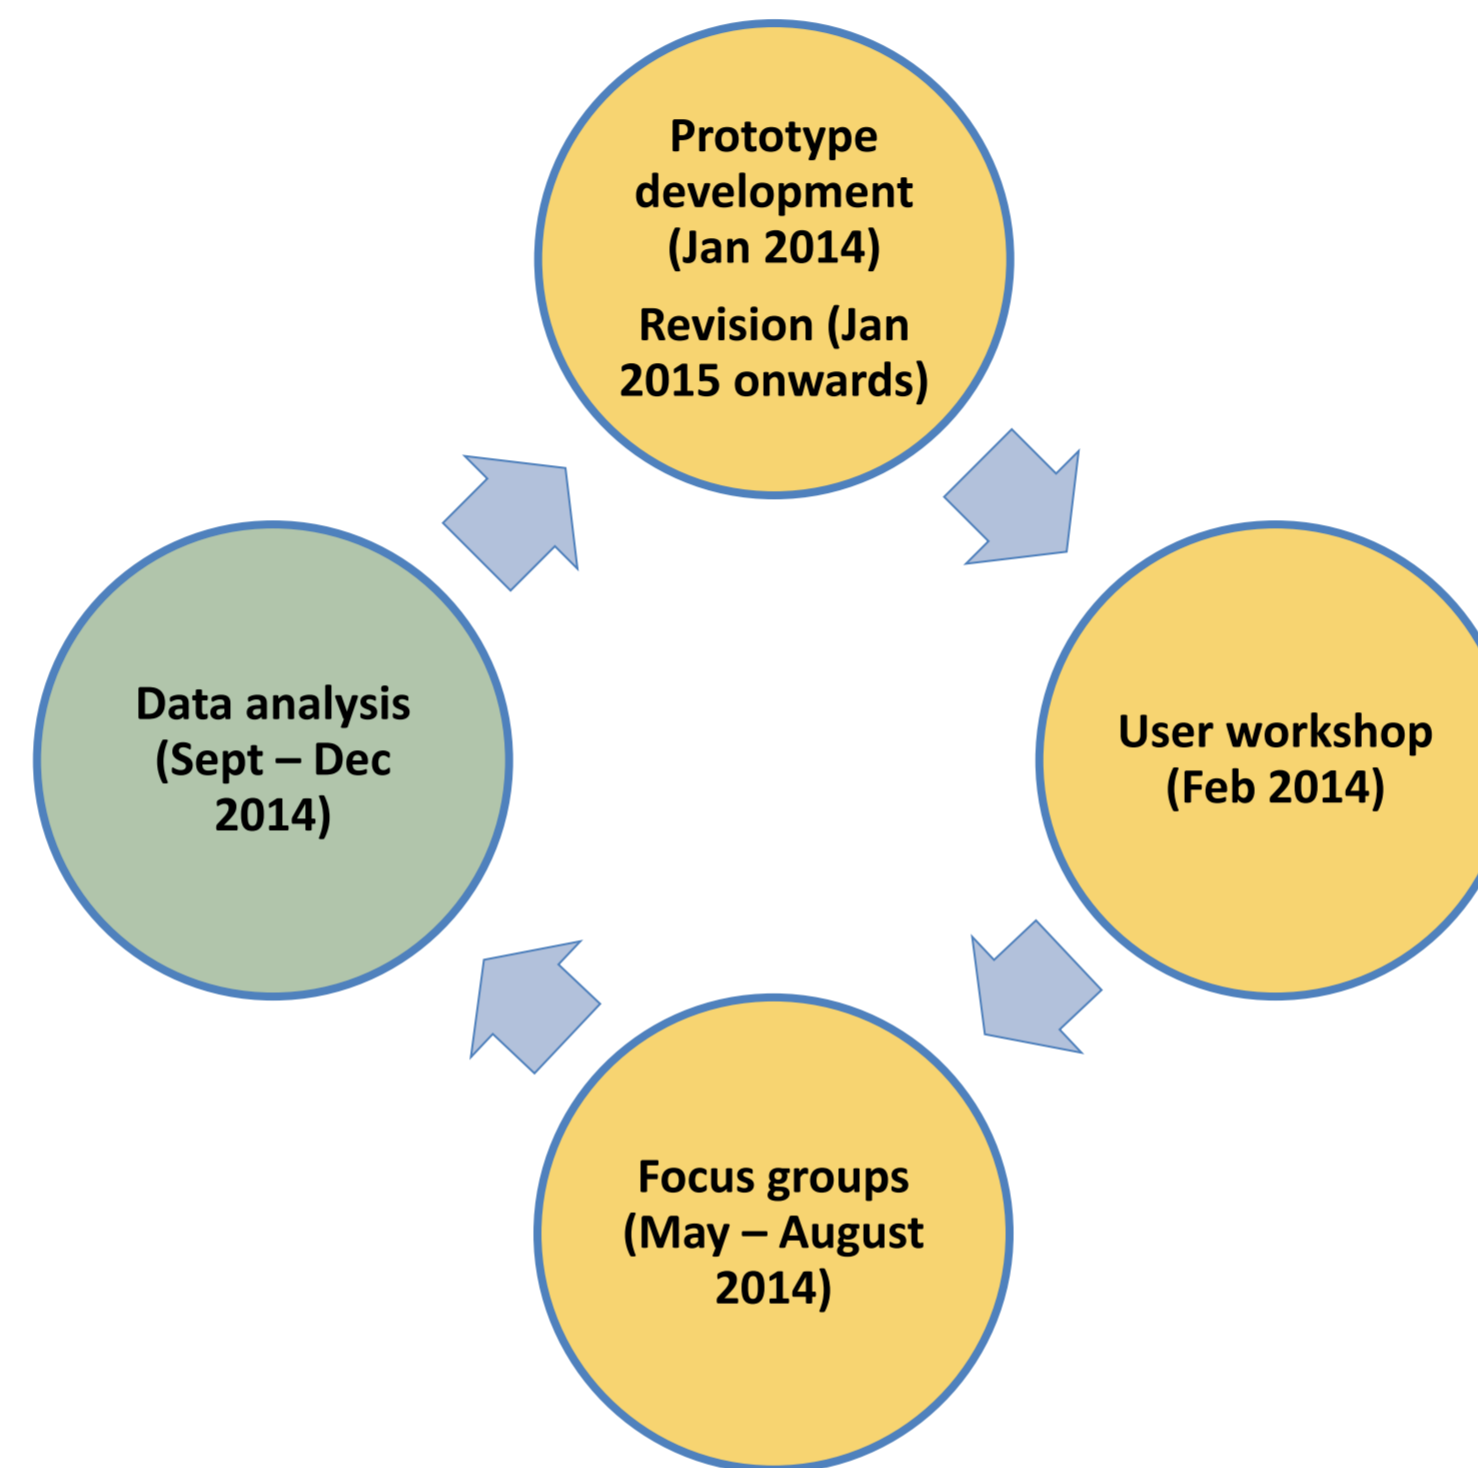 Prototype
development
(Jan 2014)
Revision (Jan
2015 onwards)
User workshop
(Feb 2014)
Focus groups
(May – August
2014)
Data analysis
(Sept – Dec
2014)